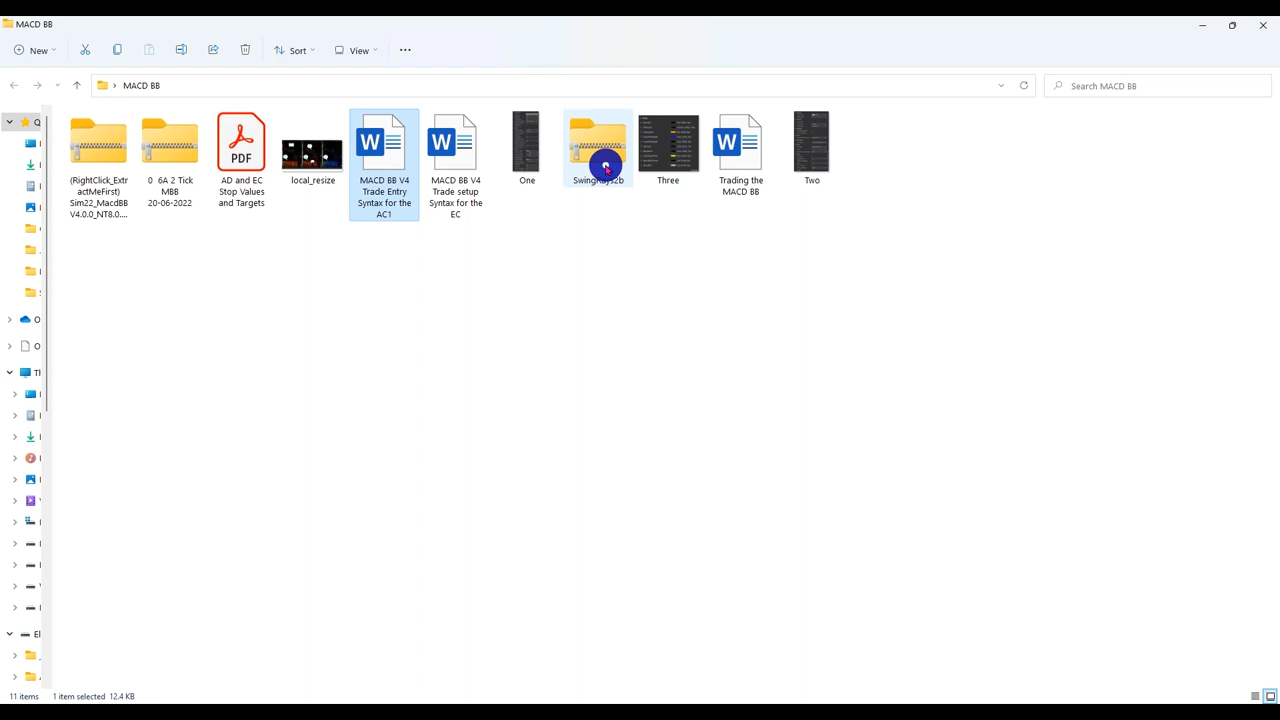 MACD BB
New
Sort
View
MACD BB
Search MACD BB
(RightClickExtr
actMeFirst)
Sim22_MacdBB
V4.0.0_NT8.0....
6A 2 Tick
MBB
20-06-2022
PDF
AD and EC
Stop Values
and Targets
local_resize
MACD BB V4
Trade Entry
Syntax for the
AC1
MACD BB V4
Trade setup
Syntax for the
EC
One
Three
Trading the
MACD BB
Two
11 items
1 item selected 12.4 KB